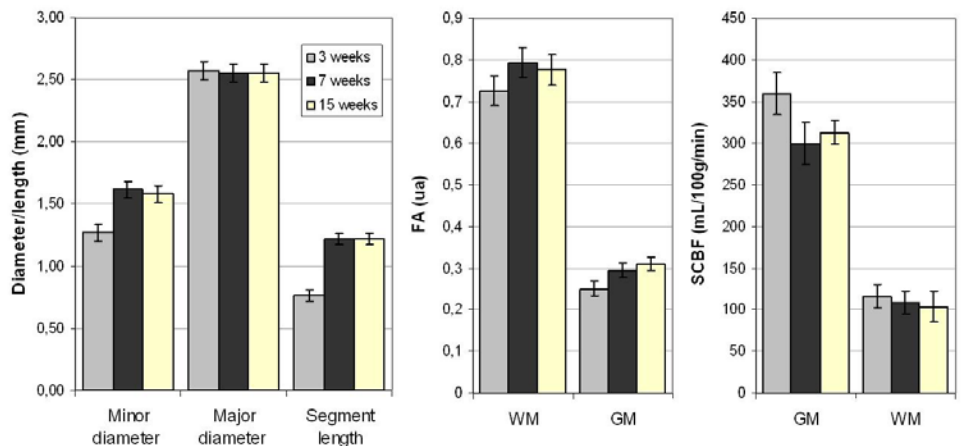 Diameter/length (mm)
3,00
2,50
2,00
1,50
1,00
0,50
0,00
3 weeks
7 weeks
15 weeks
Minor
diameter
Major
diameter
Segment
length
FA (ua)
0,9
0,8
0,7
0,6
0,5
0,4
0,3
0,2
0,1
0
WM
GM
SCBF (mL/100g/min)
450
400
350
300
250
200
150
100
50
0
GM
WM